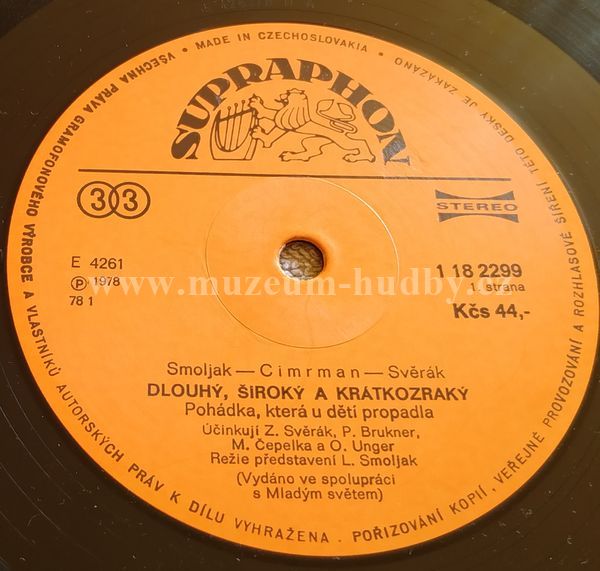 VŠECHNA PRÁVA GRAMOFONOVÉHO VÝROBCE A VLASTNÍKŮ AUTORSKÝCH PRÁV K DÍLU VYHRAŽENA . POŘIZOVÁNÍ KOPIÍ, VEŘEJNÉ PROVOZOVÁNÍ A ROZHLASOVÉ ŠÍŘENÍ TÉTO DESKY JE ZAKÁZÁNO
• MADE IN CZECHOSLOVAKIA •
SUPRAPHON
33
STEREO
E 4261
℗ 1978
78 1
1 18 2299
1. strana
Kčs 44,-
www.muzeum-hudby.cz
Smoljak — Cimrman — Svěrák
DLOUHÝ, ŠIROKÝ A KRÁTKOZRAKÝ
Pohádka, která u dětí propadla
Účinkují Z. Svěrák, P. Brukner,
M. Čepelka a O. Unger
Režie představení L. Smoljak
(Vydáno ve spolupráci
s Mladým světem)